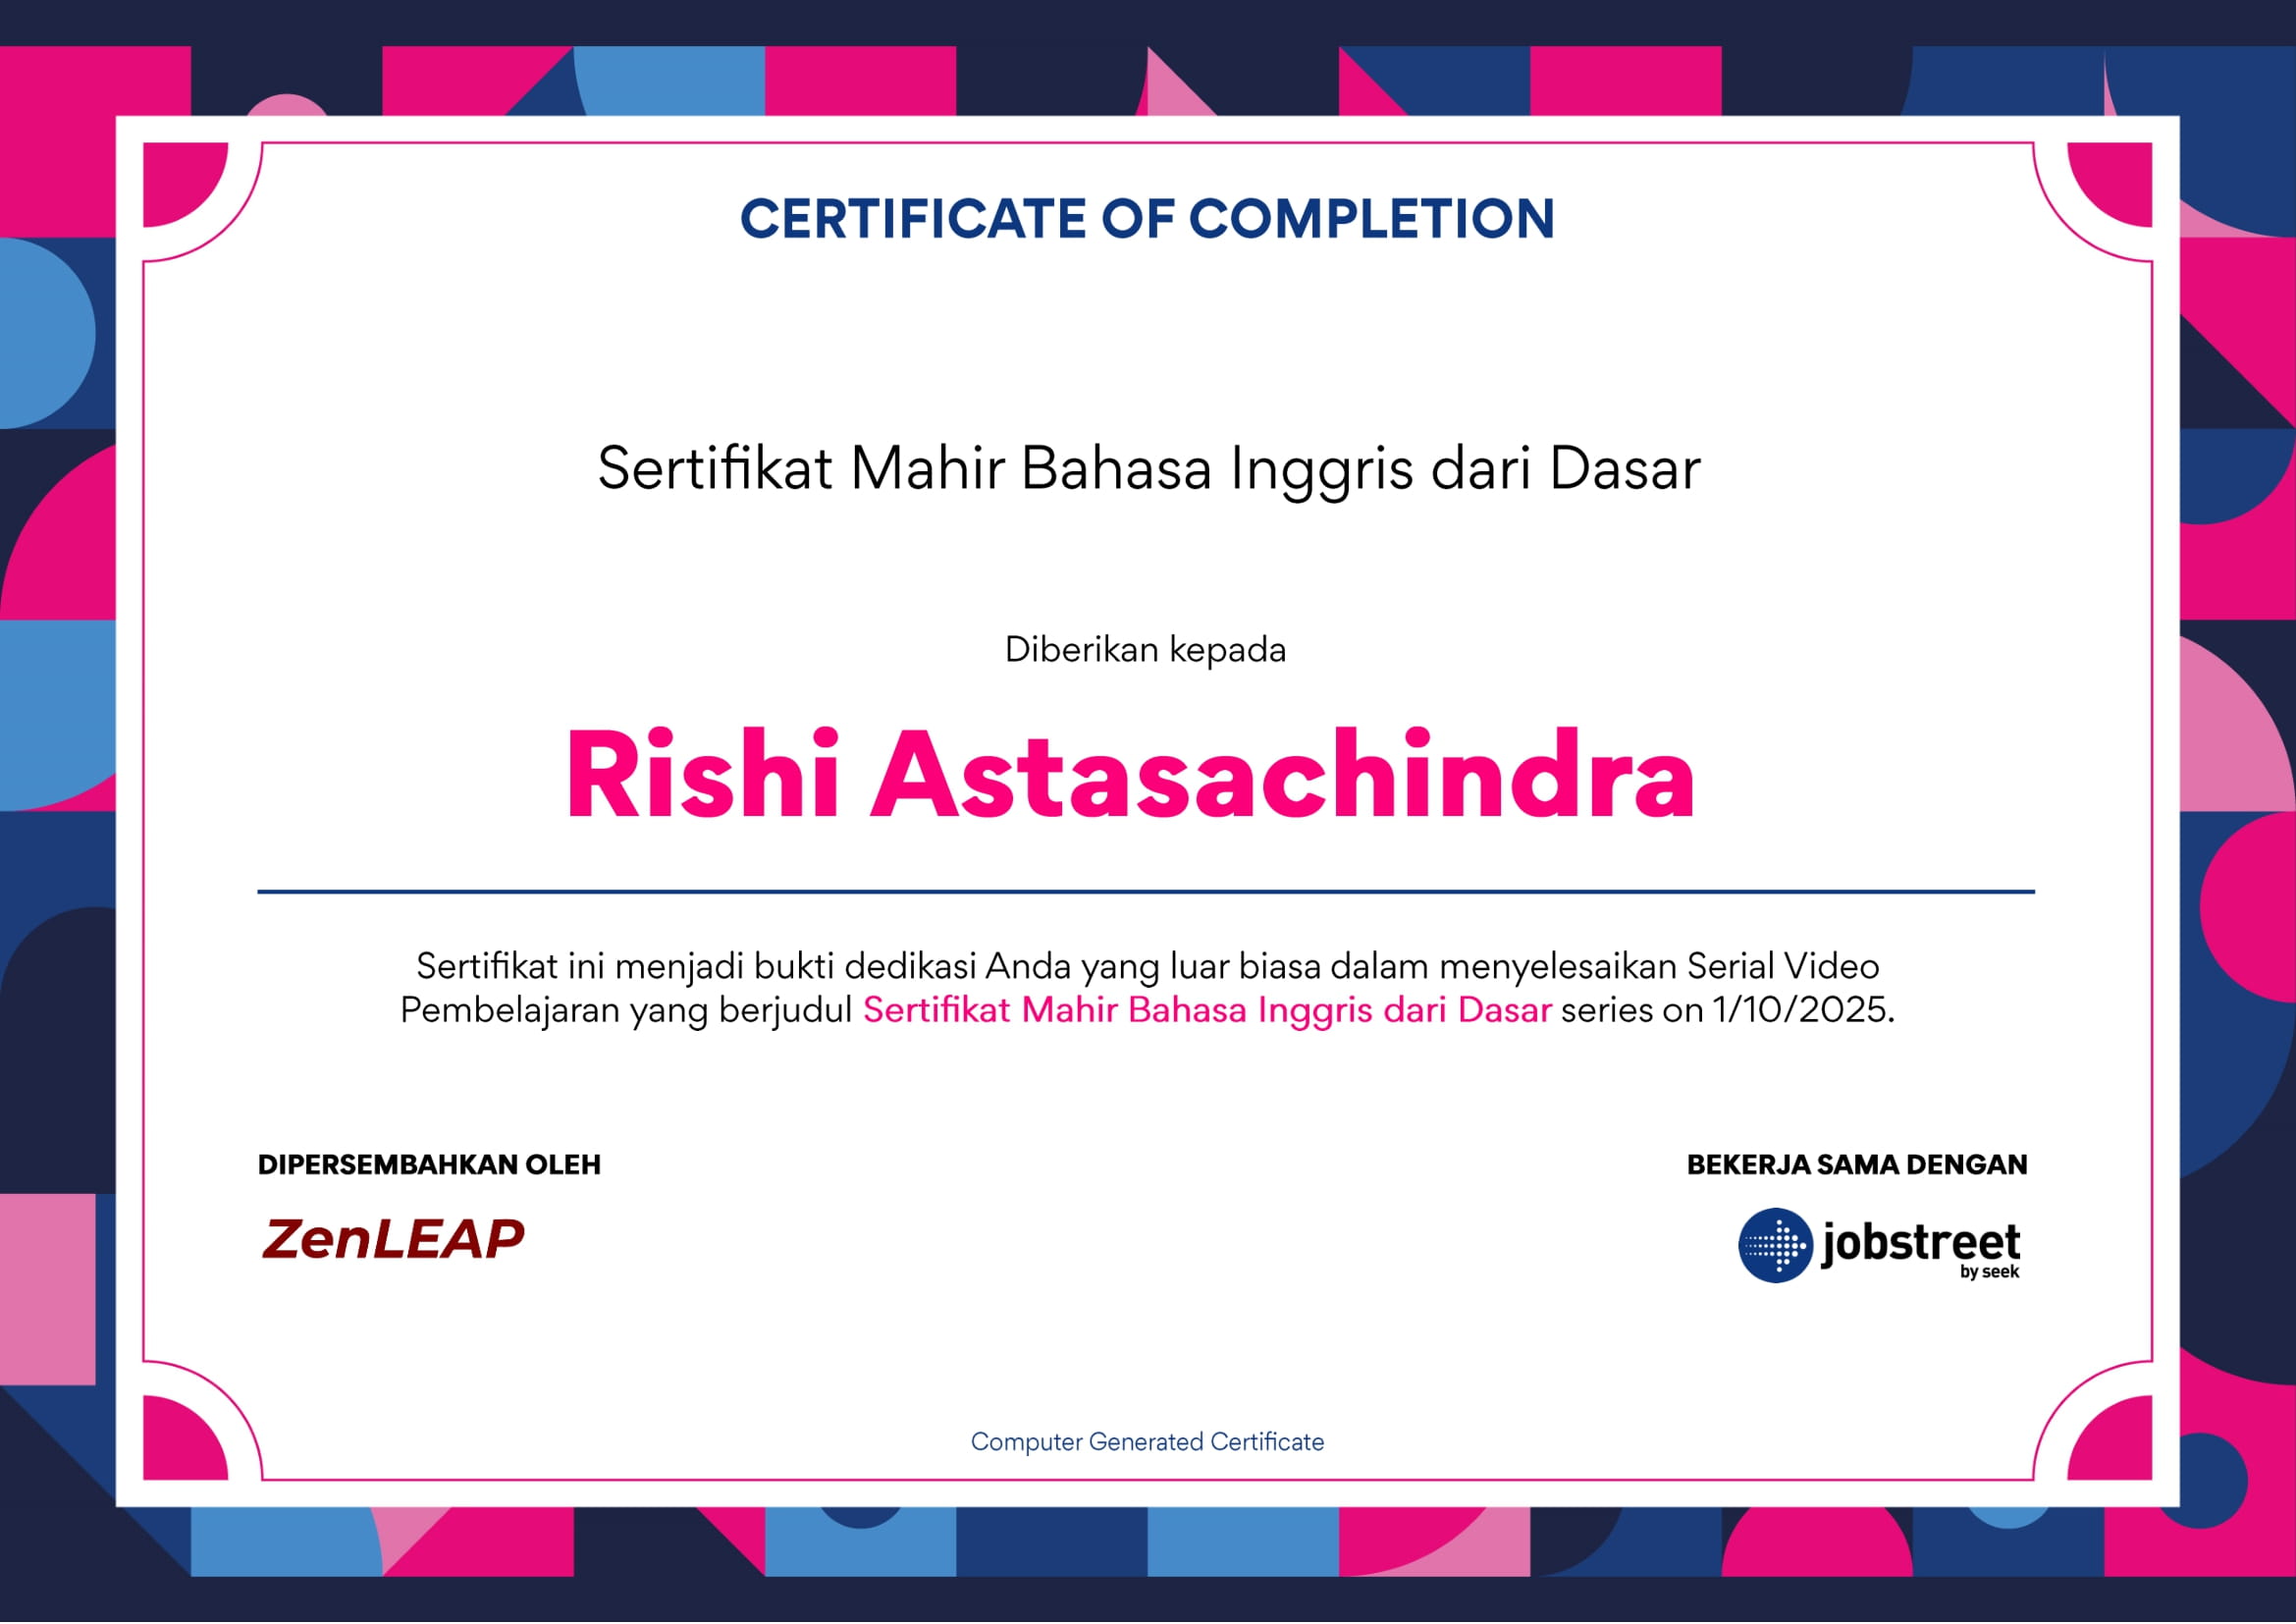 CERTIFICATE OF COMPLETION
Sertifikat Mahir Bahasa Inggris dari Dasar
Diberikan kepada
Rishi Astasachindra
Sertifikat ini menjadi bukti dedikasi Anda yang luar biasa dalam menyelesaikan Serial Video
Pembelajaran yang berjudul Sertifikat Mahir Bahasa Inggris dari Dasar series on 1/10/2025.
DIPERSEMBAHKAN OLEH
ZenLEAP
BEKERJA SAMA DENGAN
jobstreet
by seek
Computer Generated Certificate